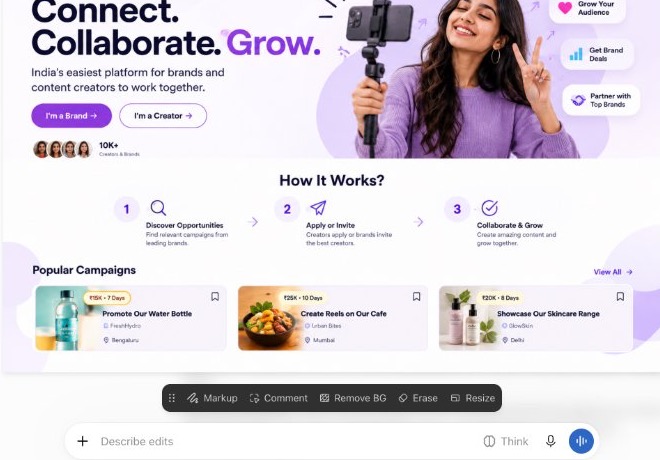 Connect.
Collaborate. Grow.
India's easiest platform for brands and
content creators to work together.
I'm a Brand →
I'm a Creator →
10K+
Creators & Brands
Grow Your
Audience
Get Brand
Deals
Partner with
Top Brands
How It Works?
1
Discover Opportunities
Find relevant campaigns from
leading brands.
2
Apply or Invite
Creators apply or brands invite
the best creators.
3
Collaborate & Grow
Create amazing content and
grow together.
Popular Campaigns
View All →
₹15K • 7 Days
Promote Our Water Bottle
FreshHydro
Bengaluru
₹25K • 10 Days
Create Reels on Our Cafe
Urban Bites
Mumbai
₹20K • 8 Days
Showcase Our Skincare Range
GlowSkin
Delhi
Markup
Comment
Remove BG
Erase
Resize
Describe edits
Think